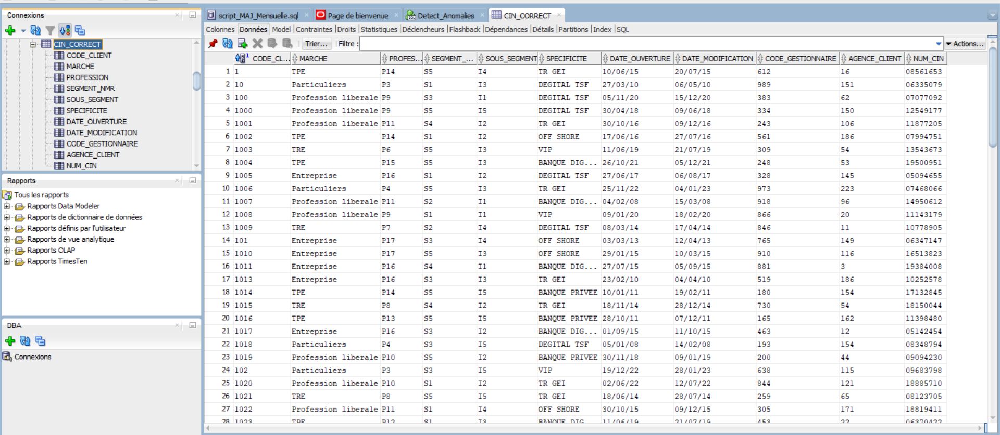 Connexions
CIN_CORRECT
CODE_CLIENT
MARCHE
PROFESSION
SEGMENT_NMR
SOUS_SEGMENT
SPECIFICITE
DATE_OUVERTURE
DATE_MODIFICATION
CODE_GESTIONNAIRE
AGENCE_CLIENT
NUM_CIN
Rapports
Tous les rapports
Rapports Data Modeler
Rapports de dictionnaire de données
Rapports définis par l'utilisateur
Rapports de vue analytique
Rapports OLAP
Rapports TimesTen
DBA
Connexions
script_MAJ_Mensuelle.sql Page de bienvenue Detect_Anomalies CIN_CORRECT
Colonnes Données Model Contraintes Droits Statistiques Déclencheurs Flashback Dépendances Détails Partitions Index SQL
Trier... Filtre : Actions...
CODE_CL... MARCHE PROFES... SEGMENT_... SOUS_SEGMENT SPECIFICITE DATE_OUVERTURE DATE_MODIFICATION CODE_GESTIONNAIRE AGENCE_CLIENT NUM_CIN
1 1 TPE P14 S5 I4 TR GEI 10/06/15 20/07/15 612 16 08561653
2 10 Particuliers P3 S1 I3 DEGITAL TSF 27/03/10 06/05/10 989 151 06335079
3 100 Profession liberale P9 S3 I1 DEGITAL TSF 05/11/20 15/12/20 383 62 07077092
4 1000 Profession liberale P9 S5 I5 DEGITAL TSF 30/04/18 09/06/18 334 150 12549177
5 1001 Profession liberale P11 S4 I2 TR GEI 30/10/16 09/12/16 243 106 11877205
6 1002 TPE P14 S1 I2 OFF SHORE 17/06/16 27/07/16 561 186 07994751
7 1003 TRE P6 S5 I3 VIP 11/06/19 21/07/19 309 54 13543673
8 1004 TPE P15 S5 I3 BANQUE DIG... 26/10/21 05/12/21 248 53 19500951
9 1005 Entreprise P16 S1 I2 DEGITAL TSF 27/06/17 06/08/17 328 145 05094655
10 1006 Particuliers P4 S5 I3 TR GEI 25/11/22 04/01/23 973 223 07468066
11 1007 Profession liberale P11 S2 I1 BANQUE DIG... 04/02/08 15/03/08 918 96 14950612
12 1008 Profession liberale P9 S1 I1 VIP 09/01/20 18/02/20 866 20 11143179
13 1009 TRE P7 S2 I4 DEGITAL TSF 08/03/14 17/04/14 846 11 10778905
14 101 Entreprise P17 S3 I4 OFF SHORE 03/03/13 12/04/13 765 149 06347147
15 1010 Entreprise P17 S5 I3 OFF SHORE 29/01/15 10/03/15 910 116 16513823
16 1011 Entreprise P16 S4 I1 BANQUE DIG... 27/07/15 05/09/15 881 3 19384008
17 1013 Entreprise P16 S3 I3 TR GEI 23/02/10 04/04/10 519 186 10252578
18 1014 TPE P14 S5 I5 BANQUE PRIVEE 10/01/11 19/02/11 180 154 17132845
19 1015 TRE P8 S4 I2 TR GEI 18/11/14 28/12/14 730 54 18150044
20 1016 TPE P13 S5 I5 BANQUE PRIVEE 28/10/11 07/12/11 165 162 11398480
21 1017 Entreprise P16 S3 I2 BANQUE DIG... 01/09/15 11/10/15 463 12 05142454
22 1018 Particuliers P4 S3 I5 DEGITAL TSF 05/01/08 14/02/08 193 154 08348794
23 1019 Profession liberale P10 S5 I2 BANQUE PRIVEE 30/11/18 09/01/19 200 44 09094230
24 102 Particuliers P3 S3 I5 VIP 19/12/22 28/01/23 638 115 09683798
25 1020 Profession liberale P10 S1 I2 TR GEI 02/06/22 12/07/22 844 121 18885710
26 1021 TRE P8 S5 I5 TR GEI 18/06/14 28/07/14 259 65 08123705
27 1022 Profession liberale P11 S1 I4 OFF SHORE 30/10/15 09/12/15 305 171 18819411
28 1023 TPE P12 S1 I3 BANQUE DIG 11/06/19 21/07/19 453 22 06370422